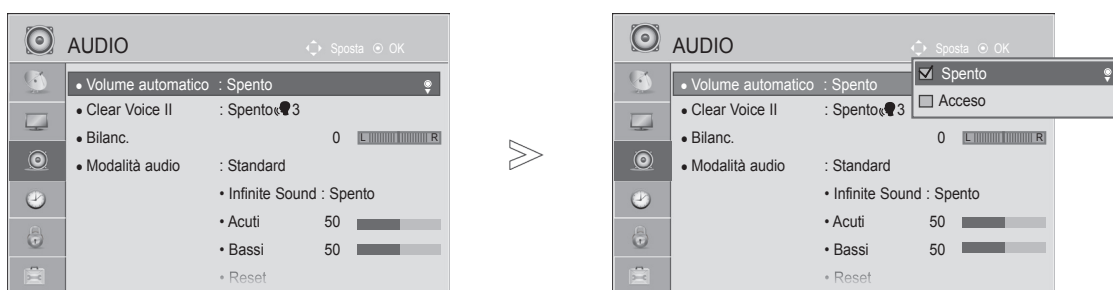 AUDIO
Sposta OK
• Volume automatico : Spento
• Clear Voice II : Spento 3
• Bilanc. 0 L R
• Modalità audio : Standard
• Infinite Sound : Spento
• Acuti 50
• Bassi 50
• Reset
AUDIO
Sposta OK
Spento
Acceso
• Volume automatico : Spento
• Clear Voice II : Spento 3
• Bilanc. 0 L R
• Modalità audio : Standard
• Infinite Sound : Spento
• Acuti 50
• Bassi 50
• Reset